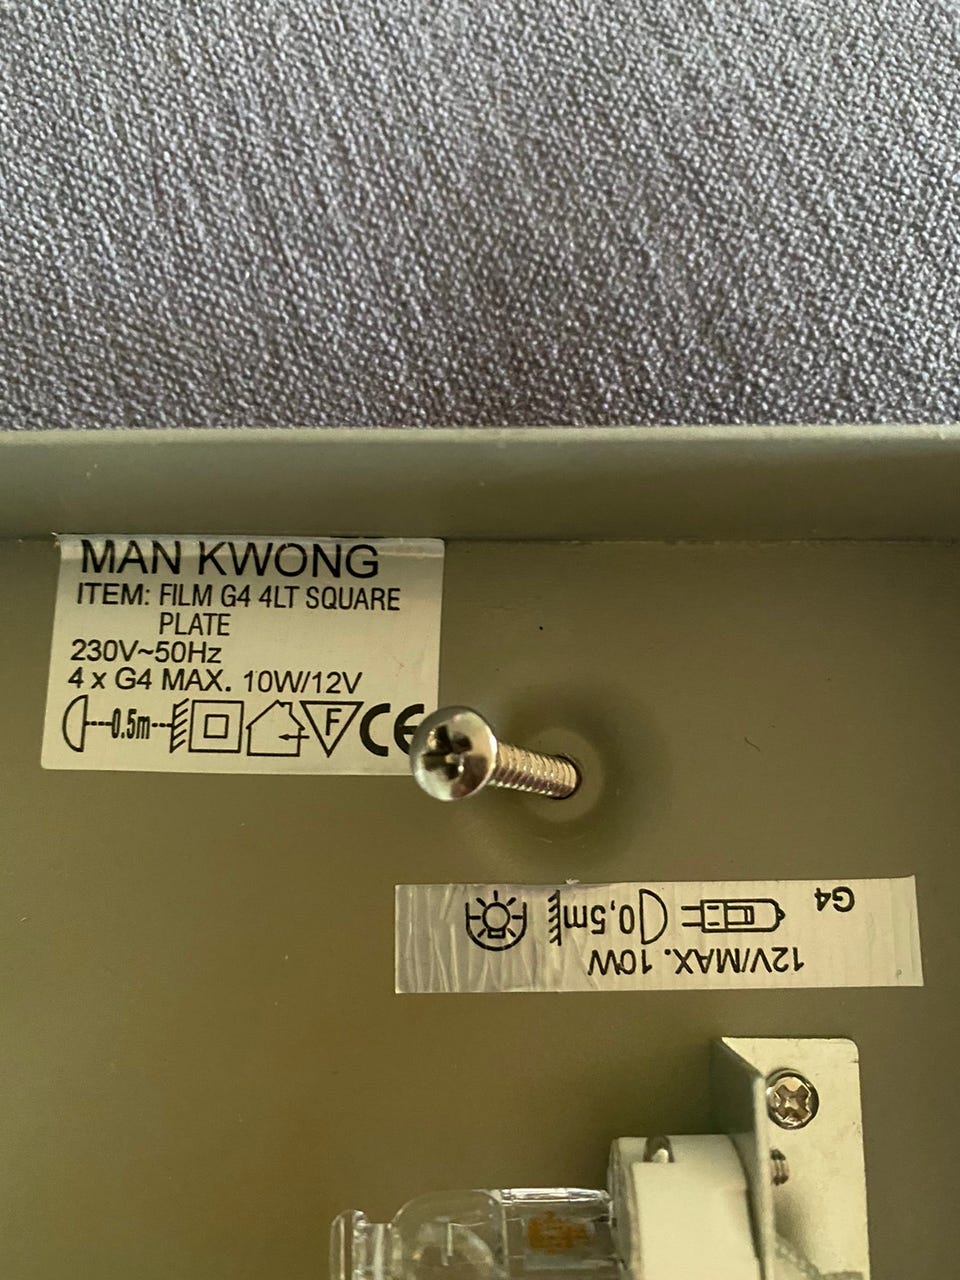 MAN KWONG
ITEM: FILM G4 4LT SQUARE
PLATE
230V~50Hz
4 x G4 MAX. 10W/12V
0.5m F CE
12V/MAX. 10W
G4 0,5m